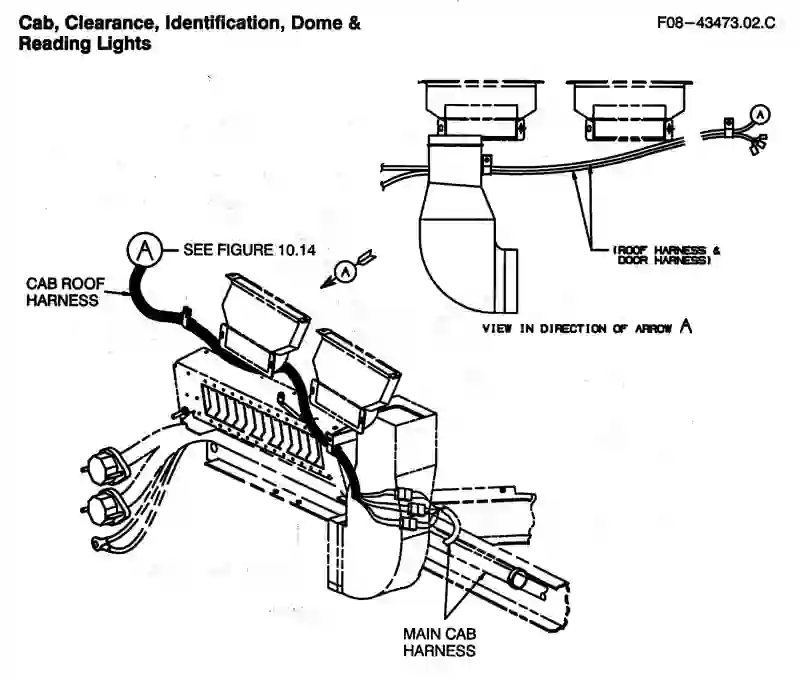 Cab, Clearance, Identification, Dome &
Reading Lights
F08-43473.02.C
A
(ROOF HARNESS &
DOOR HARNESS)
VIEW IN DIRECTION OF ARROW A
A
SEE FIGURE 10.14
A
CAB ROOF
HARNESS
MAIN CAB
HARNESS